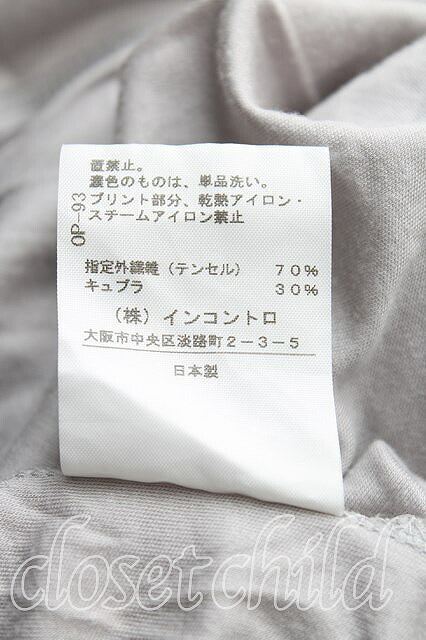 置禁止。
濃色のものは、単品洗い。
プリント部分、乾熱アイロン・
スチームアイロン禁止
OP-93
指定外繊維（テンセル） 70%
キュプラ 30%
（株）インコントロ
大阪市中央区淡路町2-3-5
日本製
closet child